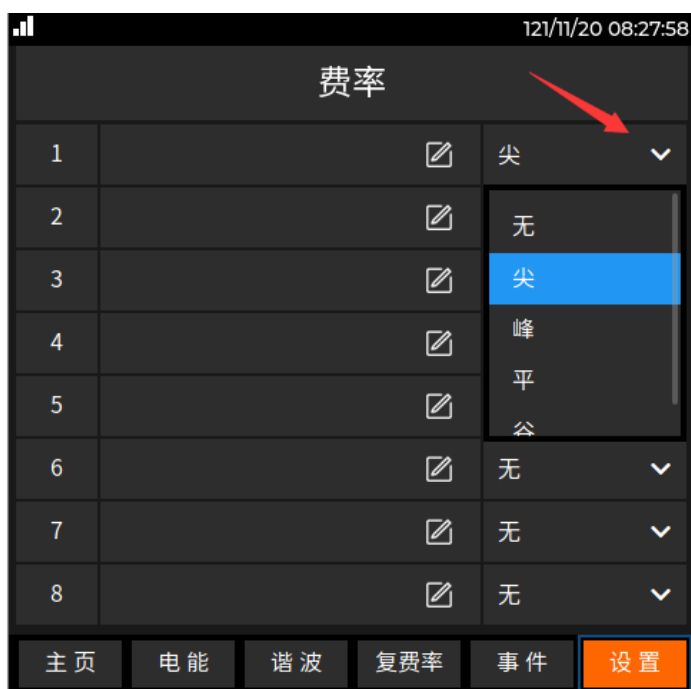 121/11/20 08:27:58
费率
1 尖
2
无
3 尖
4 峰
平
5
谷
6 无
7 无
8 无
主页 电能 谐波 复费率 事件 设置